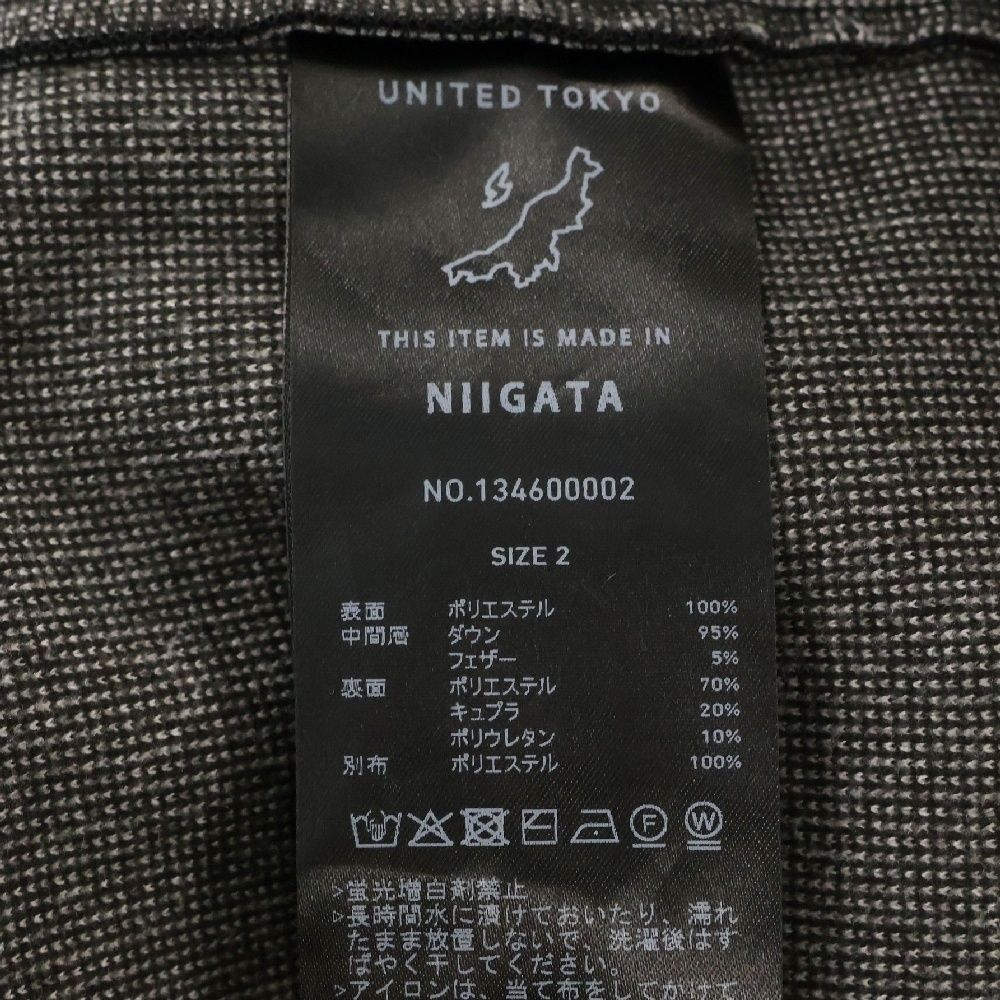 UNITED TOKYO
THIS ITEM IS MADE IN
NIIGATA
NO.134600002
SIZE 2
表面 ポリエステル 100%
中間層 ダウン 95%
フェザー 5%
裏面 ポリエステル 70%
キュプラ 20%
ポリウレタン 10%
別布 ポリエステル 100%
F W
>蛍光増白剤禁止
>長時間水に漬けておいたり、濡れ
たまま放置しないで、洗濯後はす
ばやく干してください。
>アイロンは、当て布をしてかけて